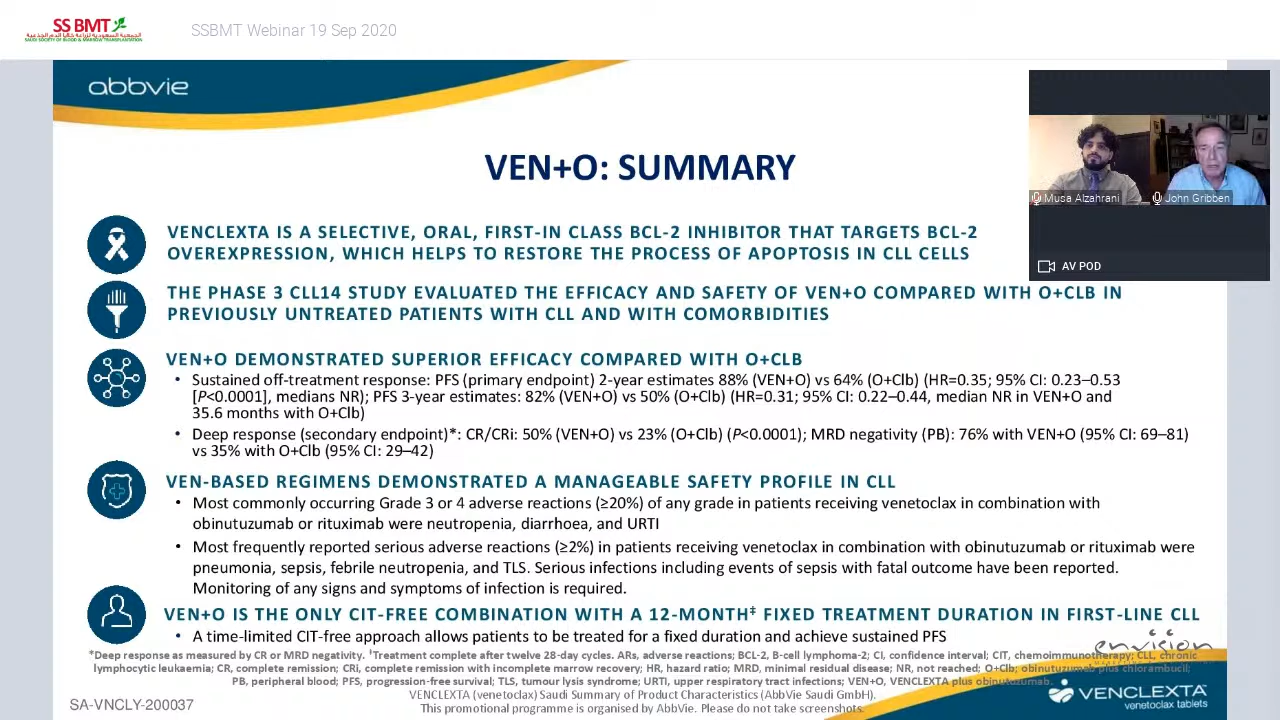 SS BMT
الجمعية السعودية لزراعة خلايا الدم الجذعية
SAUDI SOCIETY OF BLOOD & MARROW TRANSPLANTATION
SSBMT Webinar 19 Sep 2020
abbvie
Musa Alzahrani
John Gribben
AV POD
VEN+O: SUMMARY
VENCLEXTA IS A SELECTIVE, ORAL, FIRST-IN CLASS BCL-2 INHIBITOR THAT TARGETS BCL-2
OVEREXPRESSION, WHICH HELPS TO RESTORE THE PROCESS OF APOPTOSIS IN CLL CELLS
THE PHASE 3 CLL14 STUDY EVALUATED THE EFFICACY AND SAFETY OF VEN+O COMPARED WITH O+CLB IN
PREVIOUSLY UNTREATED PATIENTS WITH CLL AND WITH COMORBIDITIES
VEN+O DEMONSTRATED SUPERIOR EFFICACY COMPARED WITH O+CLB
• Sustained off-treatment response: PFS (primary endpoint) 2-year estimates 88% (VEN+O) vs 64% (O+Clb) (HR=0.35; 95% CI: 0.23–0.53
[P<0.0001], medians NR); PFS 3-year estimates: 82% (VEN+O) vs 50% (O+Clb) (HR=0.31; 95% CI: 0.22–0.44, median NR in VEN+O and
35.6 months with O+Clb)
• Deep response (secondary endpoint)*: CR/CRi: 50% (VEN+O) vs 23% (O+Clb) (P<0.0001); MRD negativity (PB): 76% with VEN+O (95% CI: 69–81)
vs 35% with O+Clb (95% CI: 29–42)
VEN-BASED REGIMENS DEMONSTRATED A MANAGEABLE SAFETY PROFILE IN CLL
• Most commonly occurring Grade 3 or 4 adverse reactions (≥20%) of any grade in patients receiving venetoclax in combination with
obinutuzumab or rituximab were neutropenia, diarrhoea, and URTI
• Most frequently reported serious adverse reactions (≥2%) in patients receiving venetoclax in combination with obinutuzumab or rituximab were
pneumonia, sepsis, febrile neutropenia, and TLS. Serious infections including events of sepsis with fatal outcome have been reported.
Monitoring of any signs and symptoms of infection is required.
VEN+O IS THE ONLY CIT-FREE COMBINATION WITH A 12-MONTH‡ FIXED TREATMENT DURATION IN FIRST-LINE CLL
• A time-limited CIT-free approach allows patients to be treated for a fixed duration and achieve sustained PFS
envision
*Deep response as measured by CR or MRD negativity. ‡Treatment complete after twelve 28-day cycles. ARs, adverse reactions; BCL-2, B-cell lymphoma-2; CI, confidence interval; CIT, chemoimmunotherapy; CLL, chronic
lymphocytic leukaemia; CR, complete remission; CRi, complete remission with incomplete marrow recovery; HR, hazard ratio; MRD, minimal residual disease; NR, not reached; O+Clb; obinutuzumab plus chlorambucil;
PB, peripheral blood; PFS, progression-free survival; TLS, tumour lysis syndrome; URTI, upper respiratory tract infections; VEN+O, VENCLEXTA plus obinutuzumab.
VENCLEXTA (venetoclax) Saudi Summary of Product Characteristics (AbbVie Saudi GmbH).
This promotional programme is organised by AbbVie. Please do not take screenshots.
SA-VNCLY-200037
VENCLEXTA
venetoclax tablets